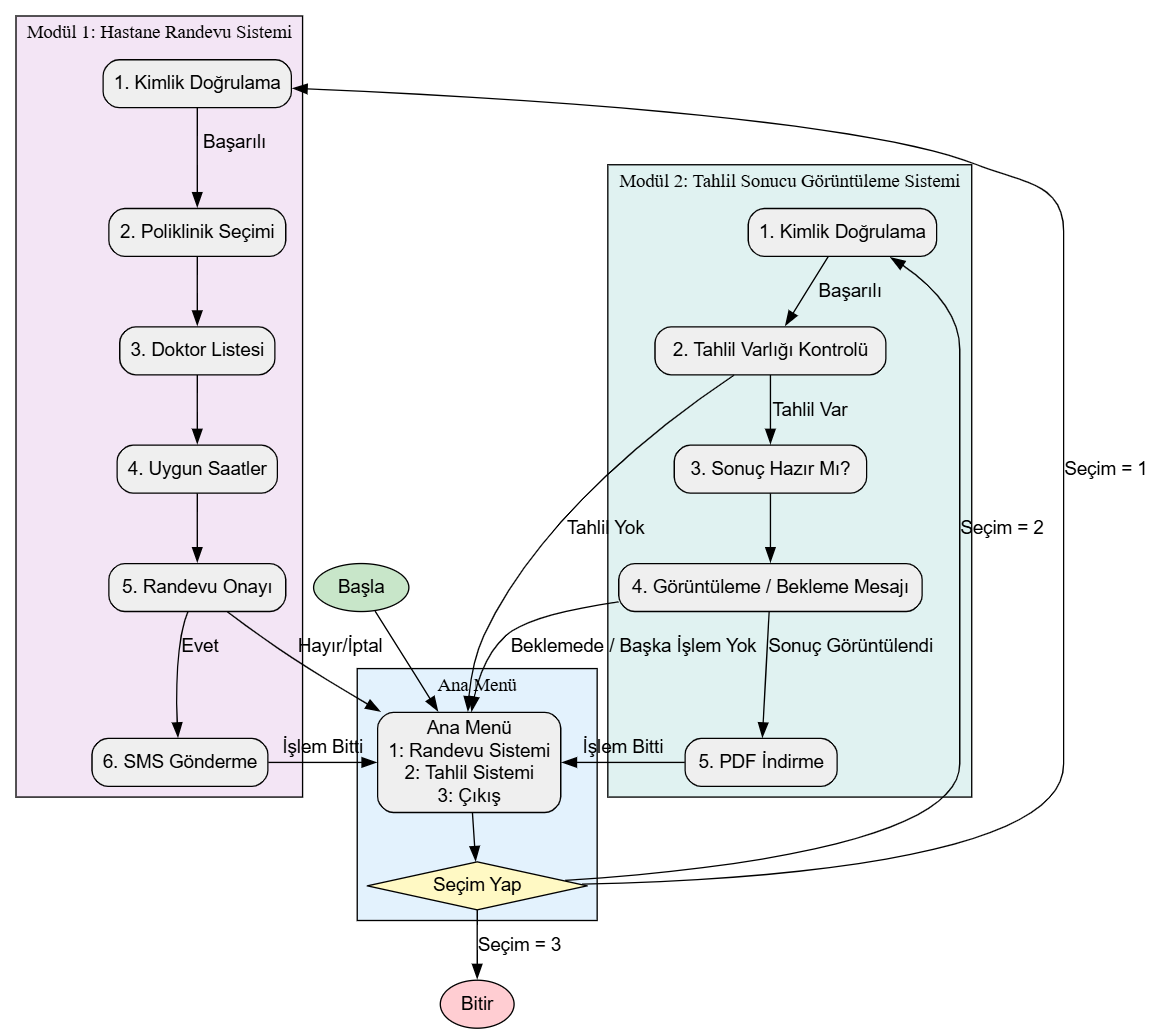 Modül 1: Hastane Randevu Sistemi
1. Kimlik Doğrulama
Başarılı
2. Poliklinik Seçimi
3. Doktor Listesi
4. Uygun Saatler
5. Randevu Onayı
Evet
Hayır/İptal
6. SMS Gönderme
İşlem Bitti
Modül 2: Tahlil Sonucu Görüntüleme Sistemi
1. Kimlik Doğrulama
Başarılı
2. Tahlil Varlığı Kontrolü
Tahlil Var
3. Sonuç Hazır Mı?
Tahlil Yok
4. Görüntüleme / Bekleme Mesajı
Beklemede / Başka İşlem Yok
Sonuç Görüntülendi
5. PDF İndirme
İşlem Bitti
Başla
Ana Menü
Ana Menü
1: Randevu Sistemi
2: Tahlil Sistemi
3: Çıkış
Seçim Yap
Seçim = 1
Seçim = 2
Seçim = 3
Bitir